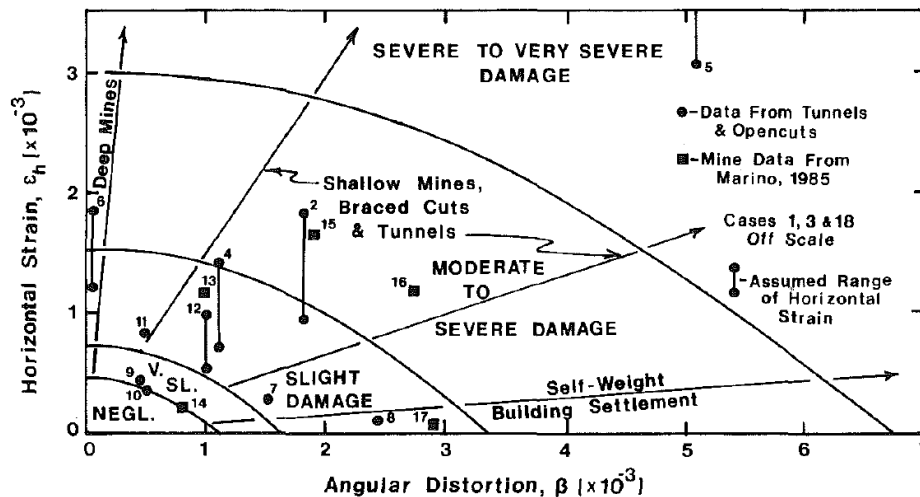 SEVERE TO VERY SEVERE
DAMAGE
5
Data From Tunnels
& Opencuts
Mine Data From
Marino, 1985
Deep Mines
6
Shallow Mines,
Braced Cuts
& Tunnels
2
15
Cases 1, 3 & 18
Off Scale
Assumed Range
of Horizontal
Strain
4
13
12
16
MODERATE
TO
SEVERE DAMAGE
11
9
10
V.
SL.
14
NEGL.
7
SLIGHT
DAMAGE
8
17
Self-Weight
Building Settlement
3
2
1
0
0
1
2
3
4
5
6
7
Horizontal Strain, εh (x10-3)
Angular Distortion, β (x10-3)